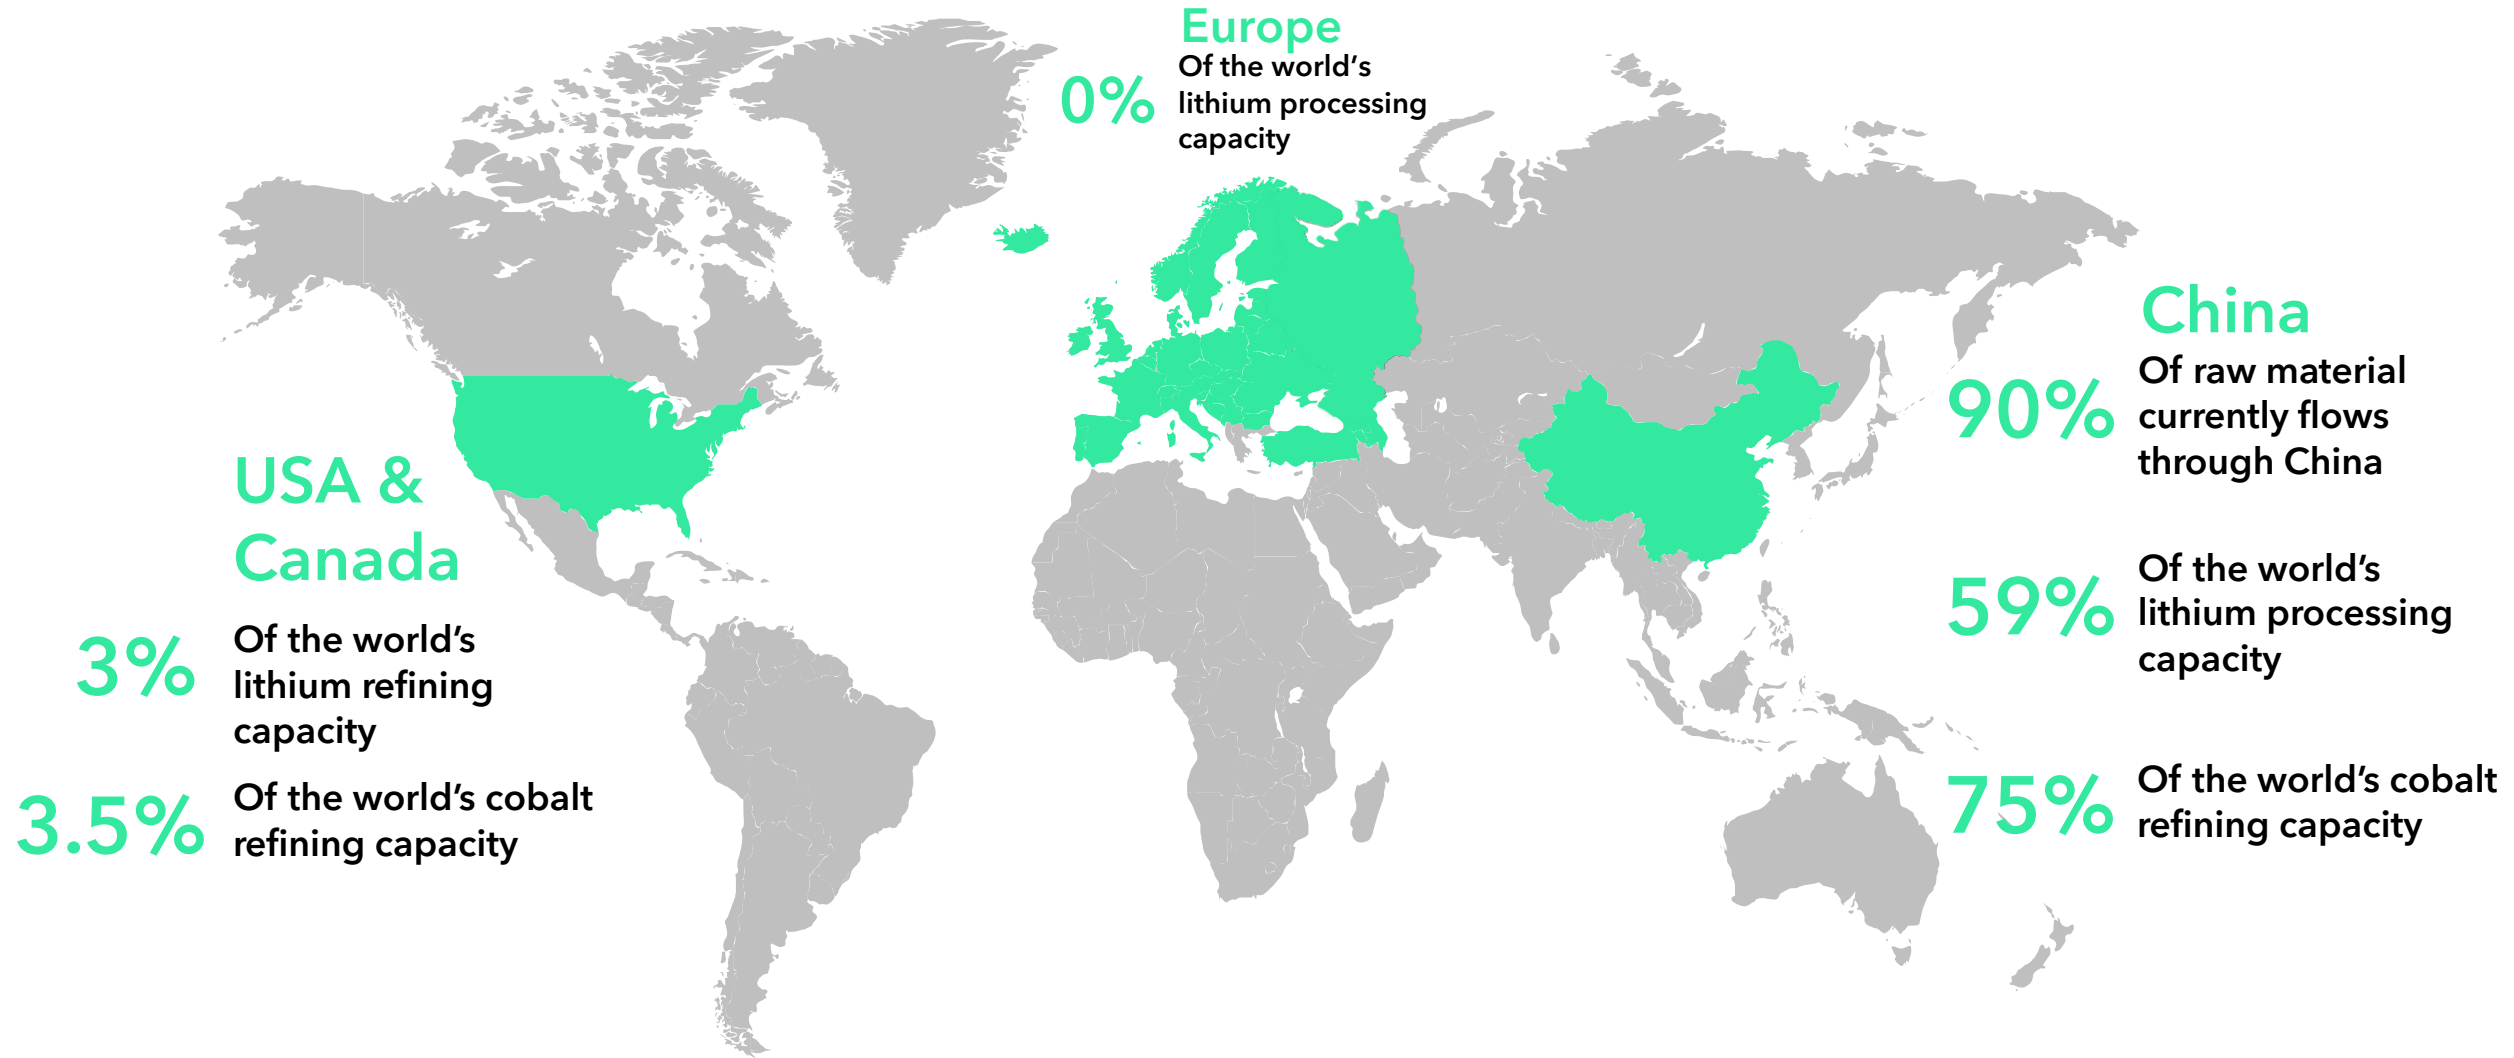 Europe
0%
Of the world's
lithium processing
capacity
USA &
Canada
3%
Of the world's
lithium refining
capacity
3.5%
Of the world's cobalt
refining capacity
China
90%
Of raw material
currently flows
through China
59%
Of the world's
lithium processing
capacity
75%
Of the world's cobalt
refining capacity